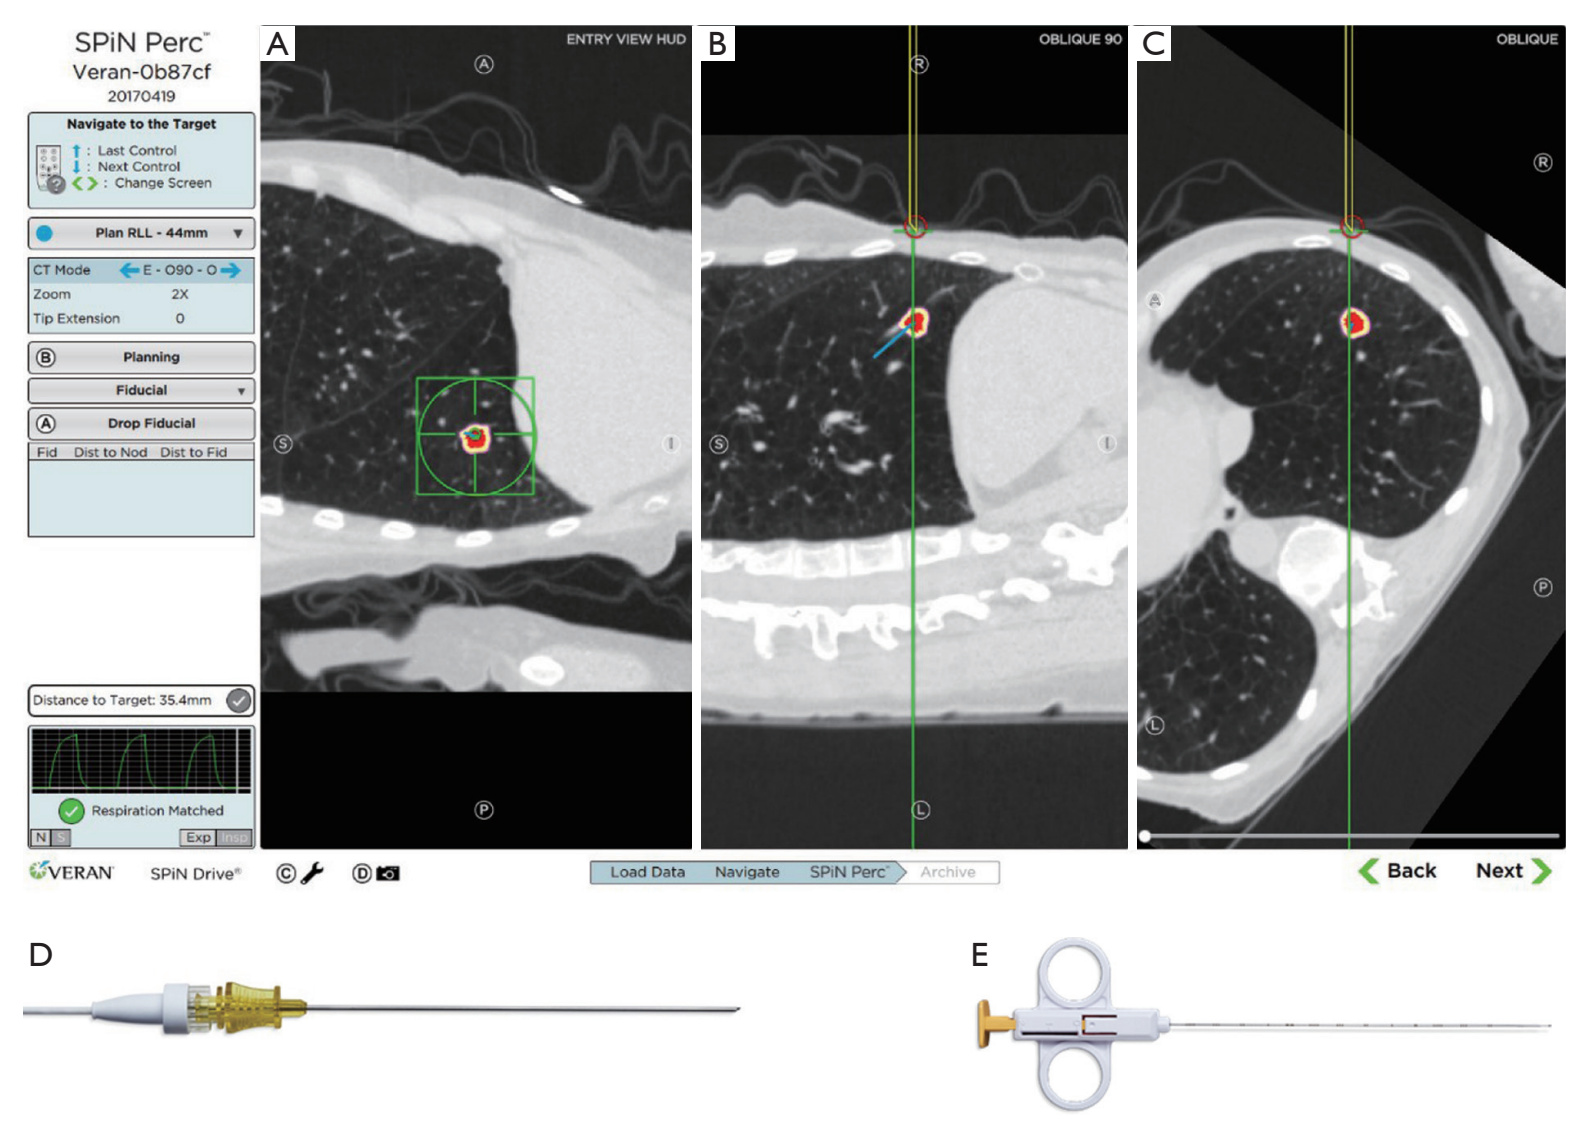 SPiN Perc™
Veran-0b87cf
20170419
Navigate to the Target
: Last Control
: Next Control
: Change Screen
?
Plan RLL - 44mm
CT Mode E - O90 - O
Zoom 2X
Tip Extension 0
B Planning
Fiducial
A Drop Fiducial
Fid Dist to Nod Dist to Fid
Distance to Target: 35.4mm
Respiration Matched
N S Exp Insp
A
ENTRY VIEW HUD
A
S
I
P
B
OBLIQUE 90
R
S
I
L
C
OBLIQUE
R
A
P
L
VERAN
SPiN Drive®
C
D
Load Data Navigate SPiN Perc™ Archive
Back Next
D
E